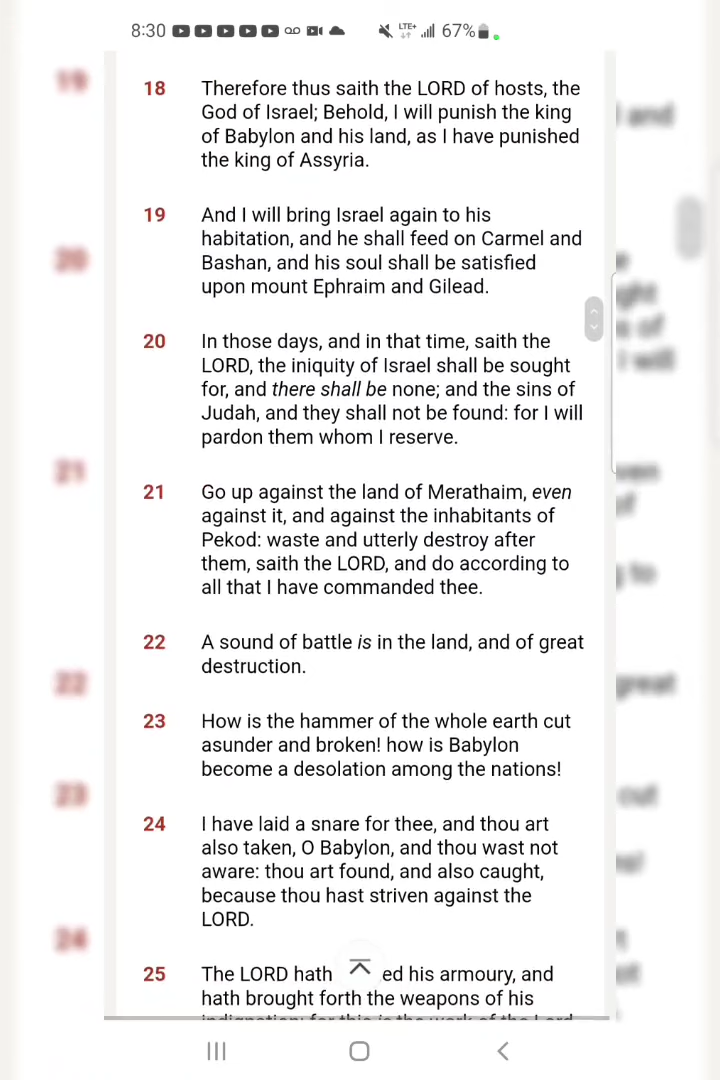 8:30 LTE+ 67%
18 Therefore thus saith the LORD of hosts, the
God of Israel; Behold, I will punish the king
of Babylon and his land, as I have punished
the king of Assyria.
19 And I will bring Israel again to his
habitation, and he shall feed on Carmel and
Bashan, and his soul shall be satisfied
upon mount Ephraim and Gilead.
20 In those days, and in that time, saith the
LORD, the iniquity of Israel shall be sought
for, and there shall be none; and the sins of
Judah, and they shall not be found: for I will
pardon them whom I reserve.
21 Go up against the land of Merathaim, even
against it, and against the inhabitants of
Pekod: waste and utterly destroy after
them, saith the LORD, and do according to
all that I have commanded thee.
22 A sound of battle is in the land, and of great
destruction.
23 How is the hammer of the whole earth cut
asunder and broken! how is Babylon
become a desolation among the nations!
24 I have laid a snare for thee, and thou art
also taken, O Babylon, and thou wast not
aware: thou art found, and also caught,
because thou hast striven against the
LORD.
25 The LORD hath ed his armoury, and
hath brought forth the weapons of his